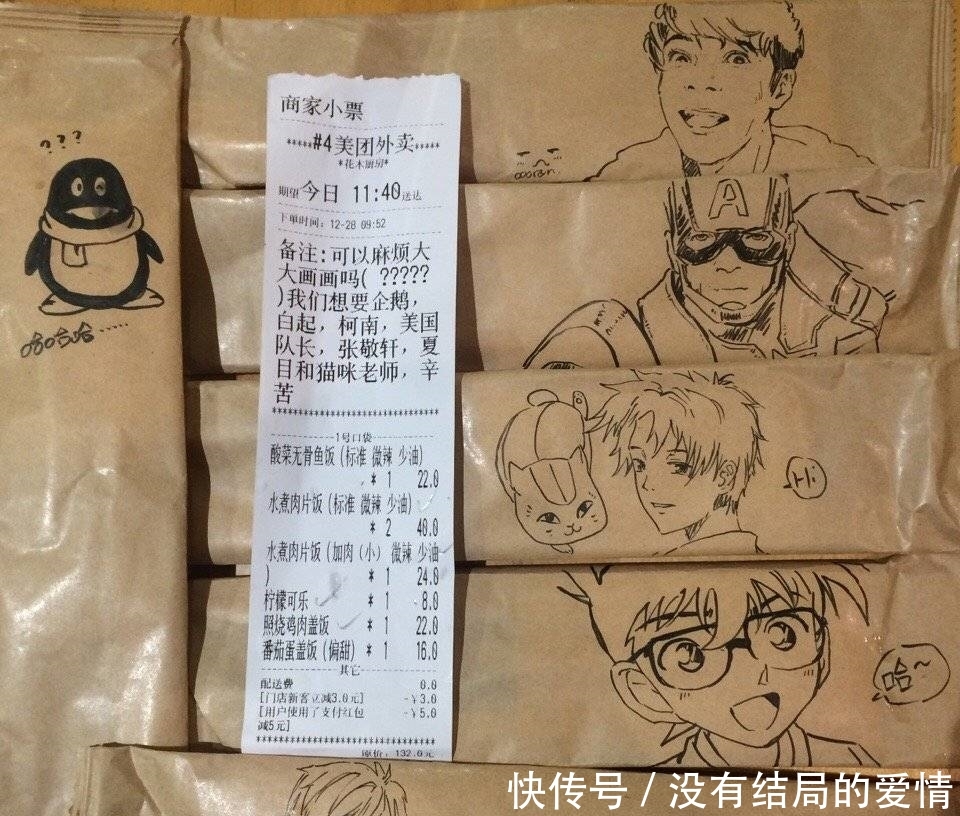 ???
哈哈哈……
商家小票
*****#4美团外卖*****
*花木厨房*
期望今日 11:40送达
下单时间: 12-28 09:52
备注:可以麻烦大
大画画吗( ?????
)我们想要企鹅,
白起, 柯南, 美国
队长, 张敬轩, 夏
目和猫咪老师, 辛
苦
1号口袋
酸菜无骨鱼饭(标准 微辣 少油)
* 1 22.0
水煮肉片饭(标准 微辣 少油)
* 2 40.0
水煮肉片饭(加肉(小) 微辣 少油
) * 1 24.0
柠檬可乐 * 1 8.0
照烧鸡肉盖饭 * 1 22.0
番茄蛋盖饭(偏甜) * 1 16.0
其它
配送费 0.0
[门店新客立减3.0元] -¥3.0
[用户使用了支付红包 -¥5.0
减5元]
原价: 132.0元
A
哈~
快传号 / 没有结局的爱情